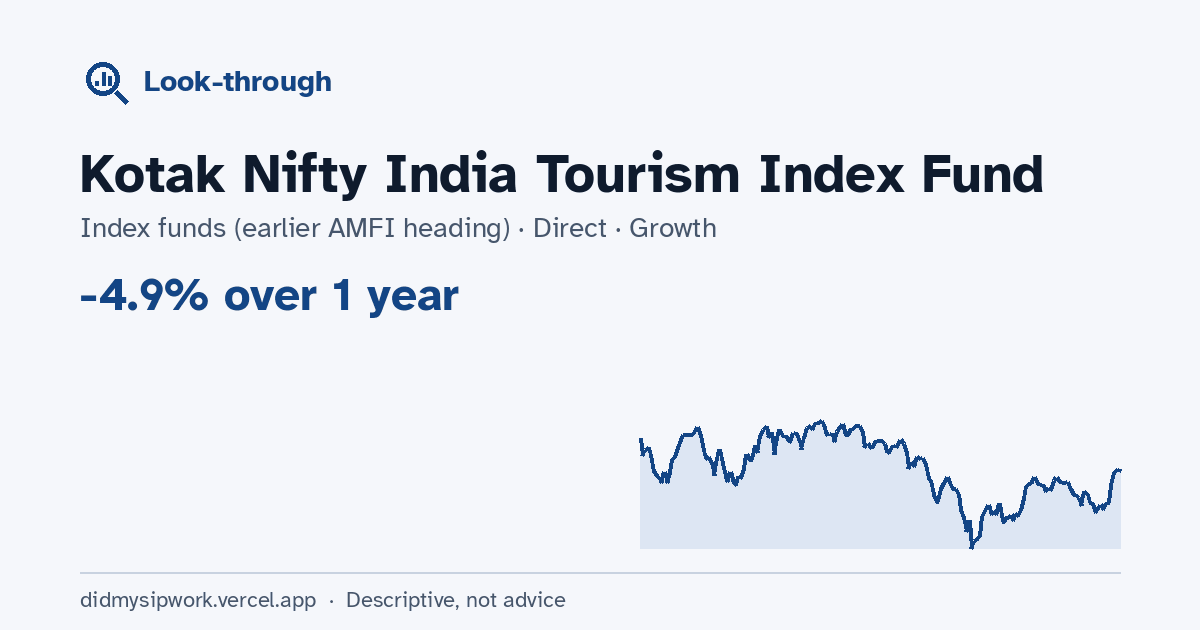 Look-through
Kotak Nifty India Tourism Index Fund
Index funds (earlier AMFI heading) · Direct · Growth
-4.9% over 1 year
didmysipwork.vercel.app · Descriptive, not advice